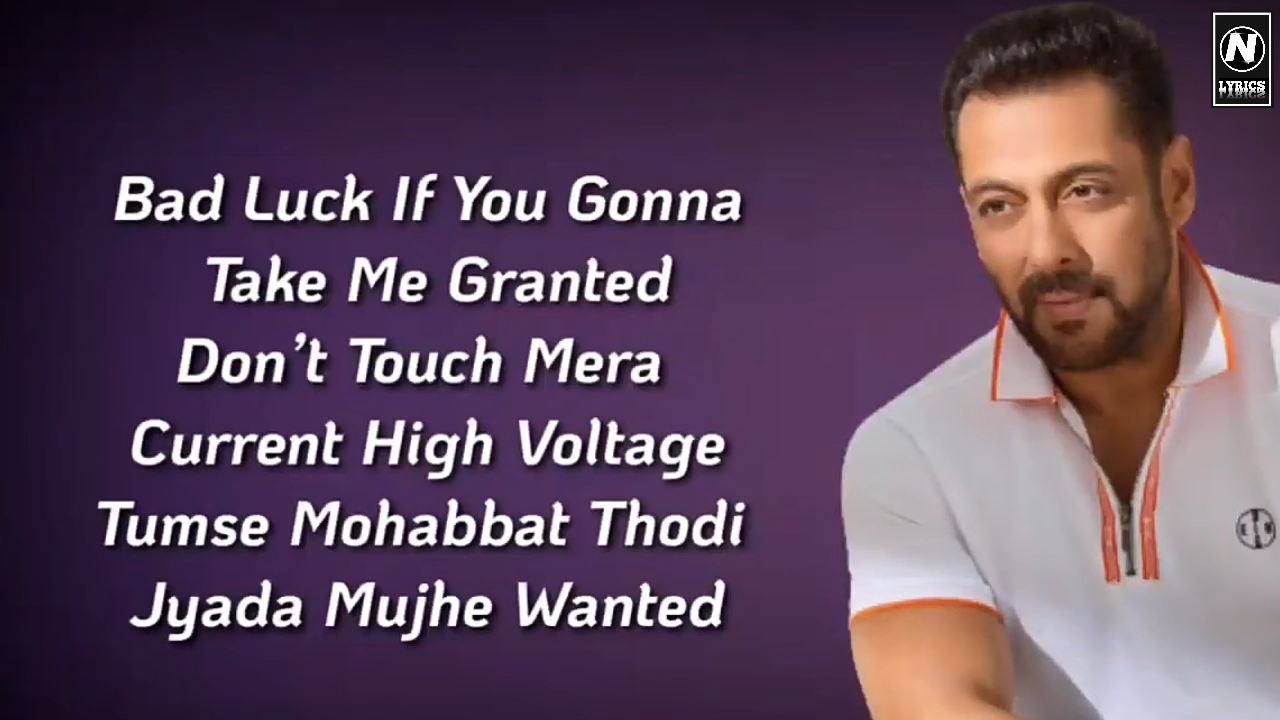 Bad Luck If You Gonna
Take Me Granted
Don’t Touch Mera
Current High Voltage
Tumse Mohabbat Thodi
Jyada Mujhe Wanted
N
LYRICS